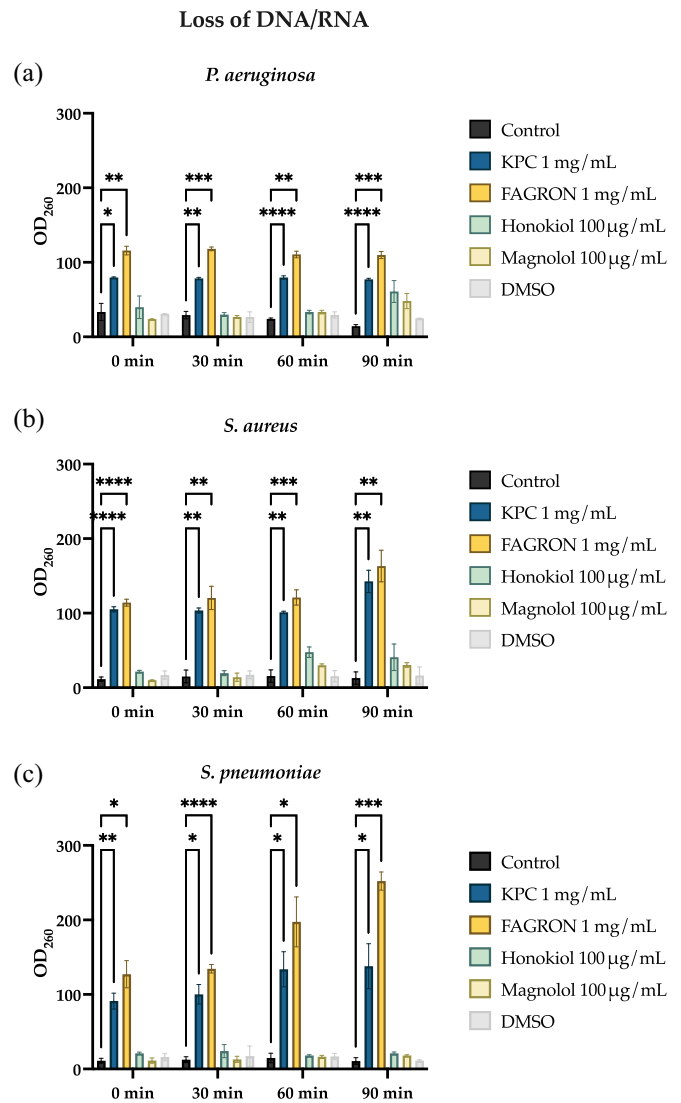 Loss of DNA/RNA
(a)
P. aeruginosa
300
200
100
0
OD260
** *** ** ***
* ** **** ****
0 min 30 min 60 min 90 min
Control
KPC 1 mg/mL
FAGRON 1 mg/mL
Honokiol 100 µg/mL
Magnolol 100 µg/mL
DMSO
(b)
S. aureus
300
200
100
0
OD260
**** ** *** **
**** ** ** **
0 min 30 min 60 min 90 min
Control
KPC 1 mg/mL
FAGRON 1 mg/mL
Honokiol 100 µg/mL
Magnolol 100 µg/mL
DMSO
(c)
S. pneumoniae
300
200
100
0
OD260
* **** * ***
** * * *
0 min 30 min 60 min 90 min
Control
KPC 1 mg/mL
FAGRON 1 mg/mL
Honokiol 100 µg/mL
Magnolol 100 µg/mL
DMSO